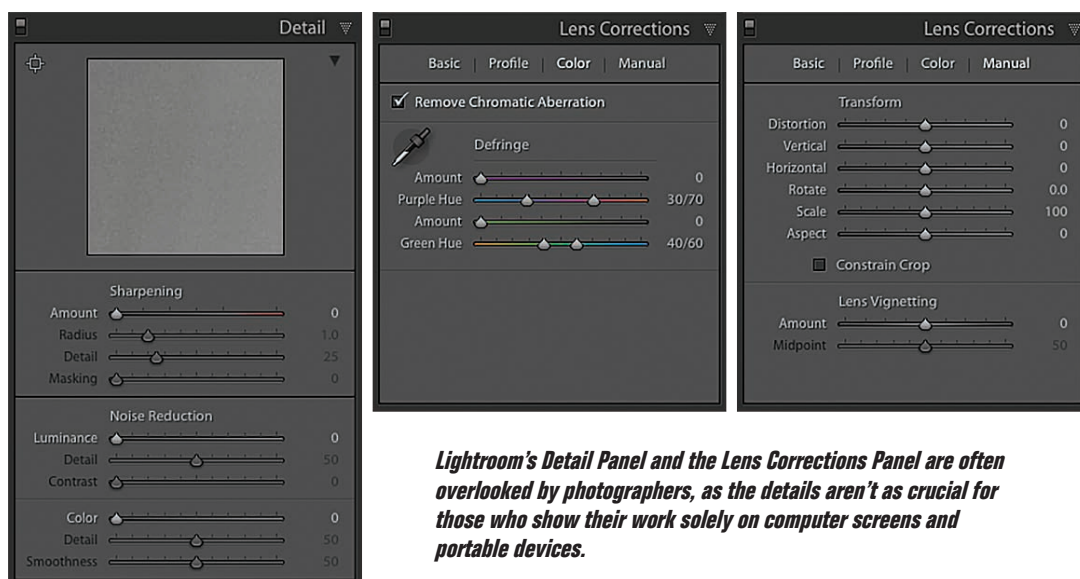 Detail
Sharpening
Amount 0
Radius 1.0
Detail 25
Masking 0
Noise Reduction
Luminance 0
Detail 50
Contrast 0
Color 0
Detail 50
Smoothness 50
Lens Corrections
Basic | Profile | Color | Manual
Remove Chromatic Aberration
Defringe
Amount 0
Purple Hue 30/70
Amount 0
Green Hue 40/60
Lens Corrections
Basic | Profile | Color | Manual
Transform
Distortion 0
Vertical 0
Horizontal 0
Rotate 0.0
Scale 100
Aspect 0
Constrain Crop
Lens Vignetting
Amount 0
Midpoint 50
Lightroom's Detail Panel and the Lens Corrections Panel are often
overlooked by photographers, as the details aren't as crucial for
those who show their work solely on computer screens and
portable devices.